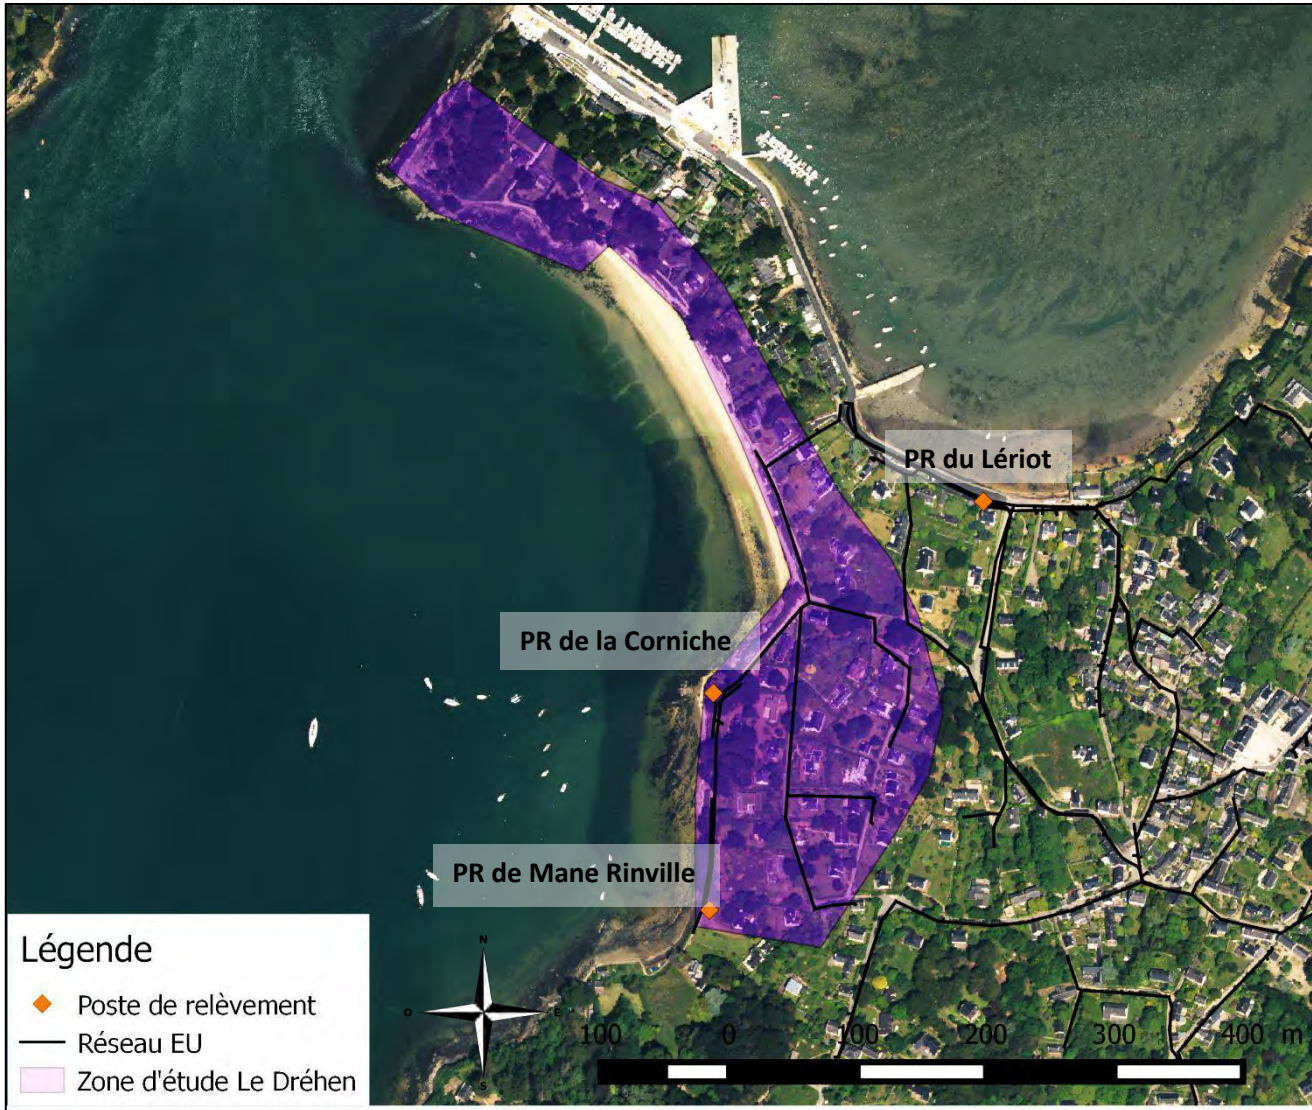 PR du Lériot
PR de la Corniche
PR de Mané Rinville
Légende
Poste de relèvement
Réseau EU
Zone d'étude Le Dréhen
N
O
E
S
100 0 100 200 300 400 m